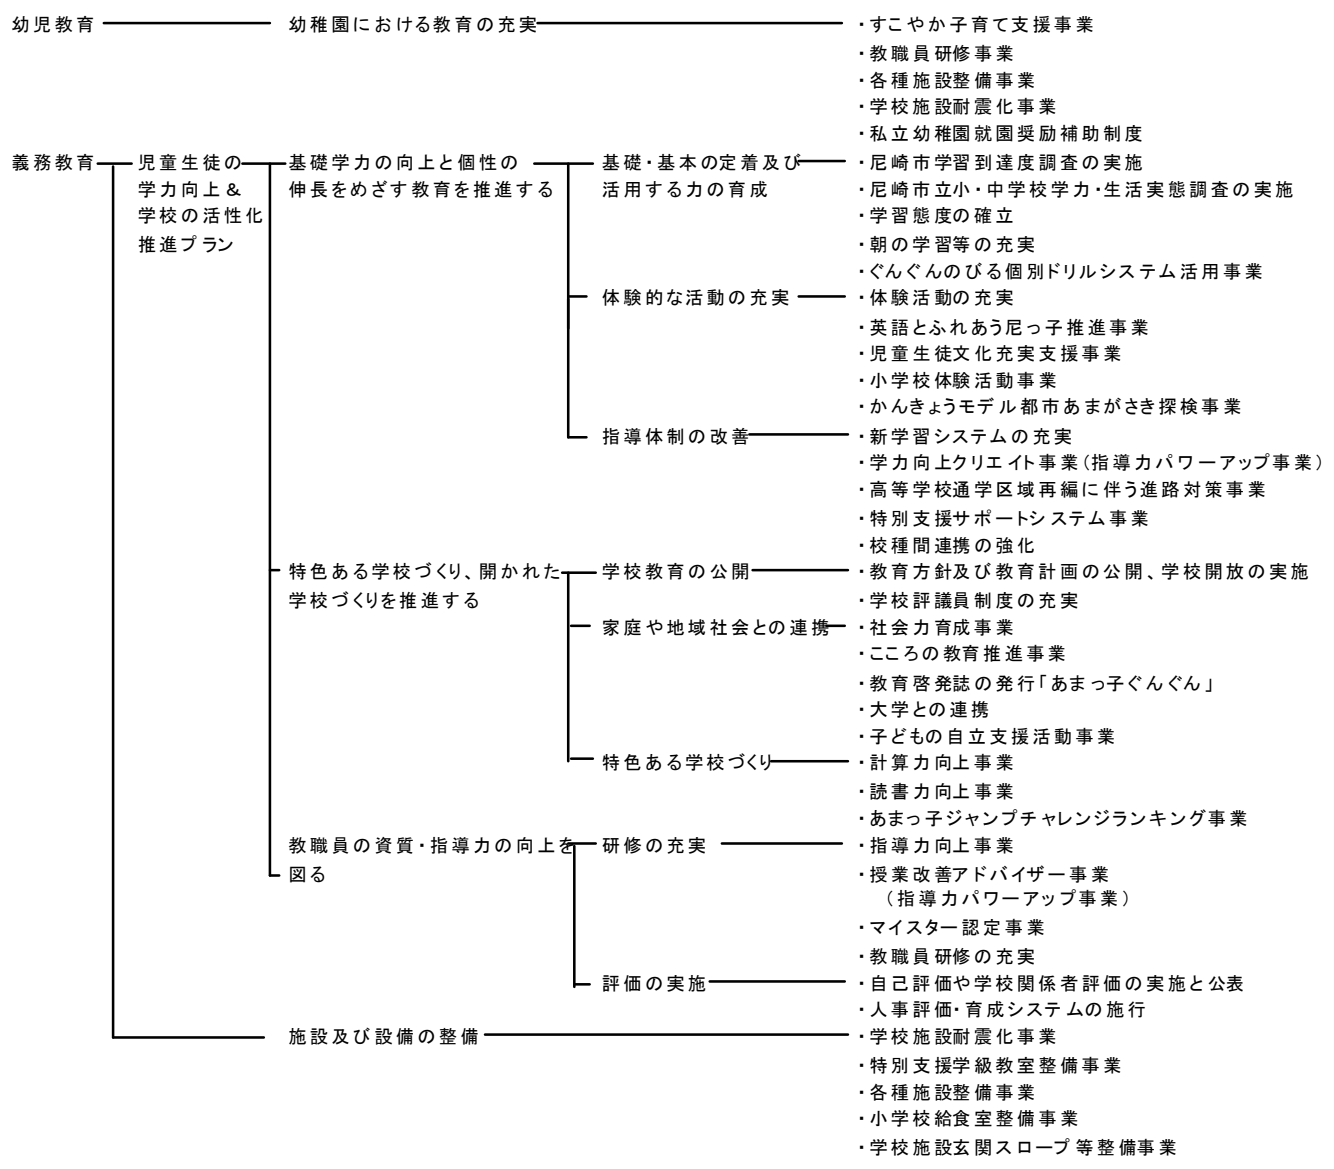 幼児教育
幼稚園における教育の充実
・すこやか子育て支援事業
・教職員研修事業
・各種施設整備事業
・学校施設耐震化事業
・私立幼稚園就園奨励補助制度
義務教育
児童生徒の
学力向上＆
学校の活性化
推進プラン
基礎学力の向上と個性の
伸長をめざす教育を推進する
基礎・基本の定着及び
活用する力の育成
・尼崎市学習到達度調査の実施
・尼崎市立小・中学校学力・生活実態調査の実施
・学習態度の確立
・朝の学習等の充実
・ぐんぐんのびる個別ドリルシステム活用事業
体験的な活動の充実
・体験活動の充実
・英語とふれあう尼っ子推進事業
・児童生徒文化充実支援事業
・小学校体験活動事業
・かんきょうモデル都市あまがさき探検事業
指導体制の改善
・新学習システムの充実
・学力向上クリエイト事業（指導力パワーアップ事業）
・高等学校通学区域再編に伴う進路対策事業
・特別支援サポートシステム事業
・校種間連携の強化
特色ある学校づくり、開かれた
学校づくりを推進する
学校教育の公開
・教育方針及び教育計画の公開、学校開放の実施
・学校評議員制度の充実
家庭や地域社会との連携
・社会力育成事業
・こころの教育推進事業
・教育啓発誌の発行「あまっ子ぐんぐん」
・大学との連携
・子どもの自立支援活動事業
特色ある学校づくり
・計算力向上事業
・読書力向上事業
・あまっ子ジャンプチャレンジランキング事業
教職員の資質・指導力の向上を
図る
研修の充実
・指導力向上事業
・授業改善アドバイザー事業
（指導力パワーアップ事業）
・マイスター認定事業
・教職員研修の充実
評価の実施
・自己評価や学校関係者評価の実施と公表
・人事評価・育成システムの施行
施設及び設備の整備
・学校施設耐震化事業
・特別支援学級教室整備事業
・各種施設整備事業
・小学校給食室整備事業
・学校施設玄関スロープ等整備事業